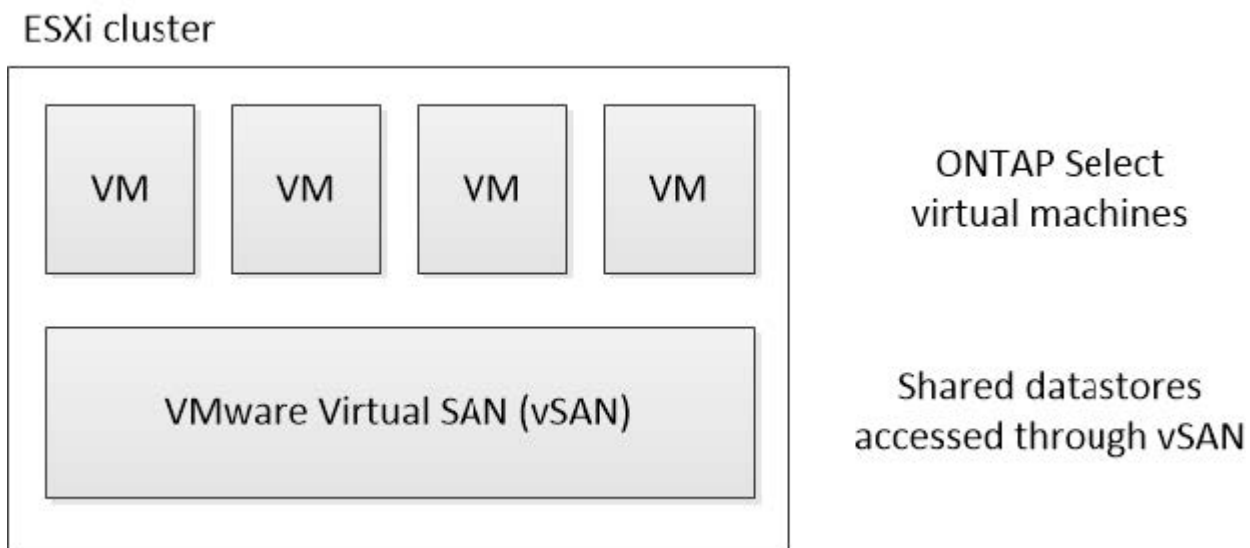 ESXi cluster
VM VM VM VM
ONTAP Select
virtual machines
VMware Virtual SAN (vSAN)
Shared datastores
accessed through vSAN